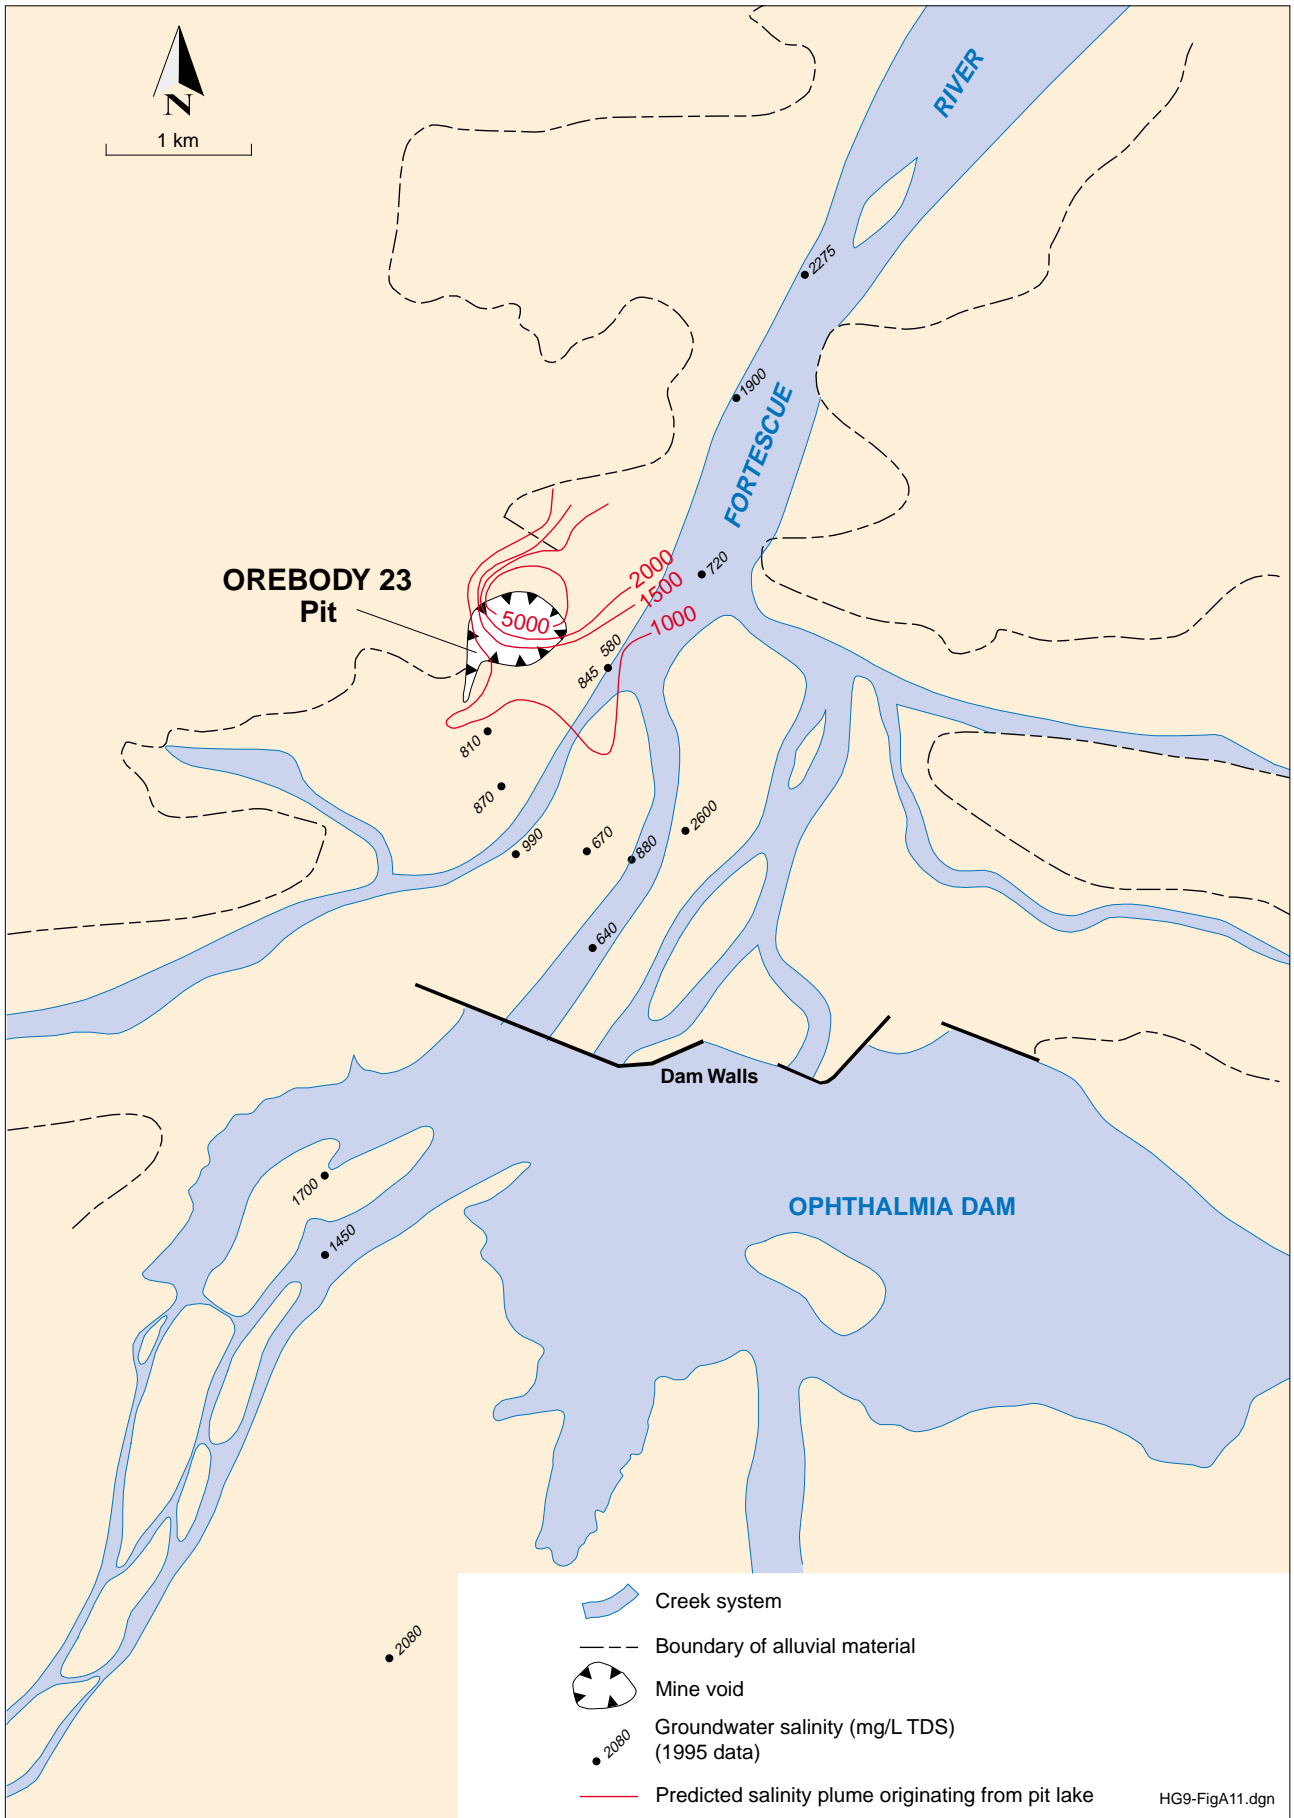 RIVER
N
1 km
2275
1900
FORTESCUE
720
OREBODY 23
Pit
2000
1500
1000
5000
580
845
810
870
990
670
880
2600
640
Dam Walls
1700
1450
OPHTHALMIA DAM
2080
Creek system
Boundary of alluvial material
Mine void
2080
Groundwater salinity (mg/L TDS)
(1995 data)
Predicted salinity plume originating from pit lake
HG9-FigA11.dgn